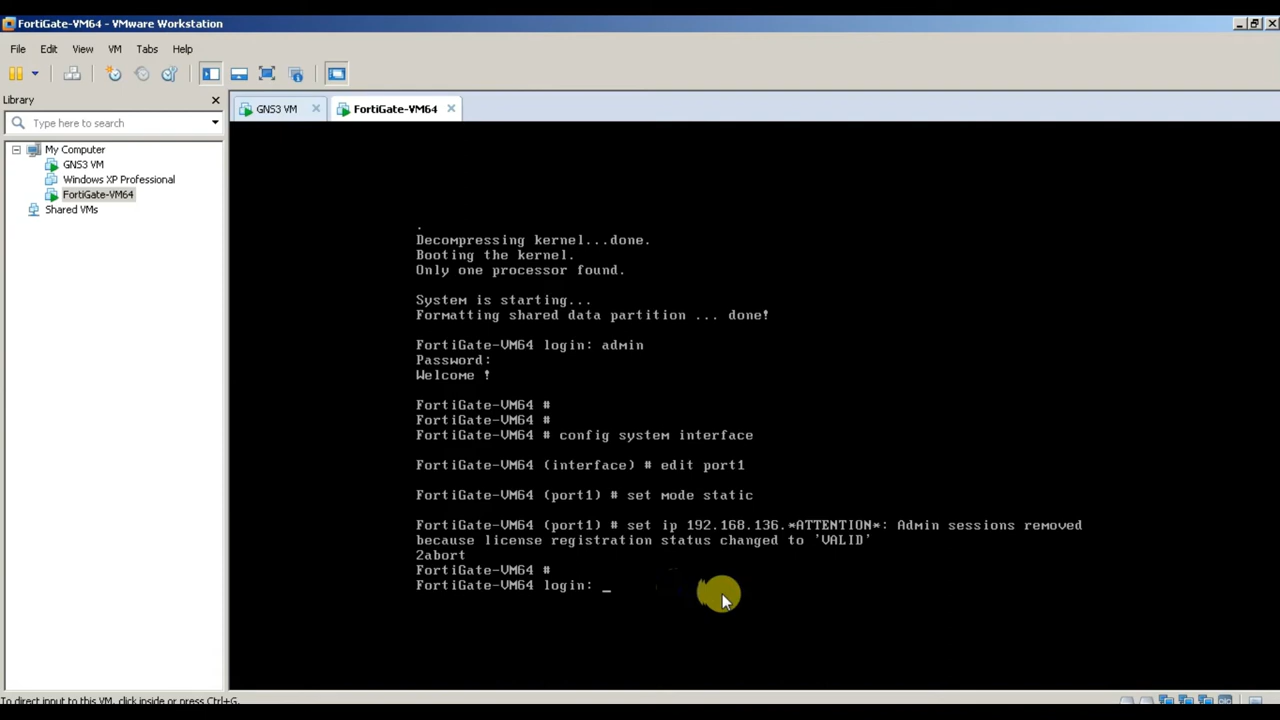 FortiGate-VM64 - VMware Workstation
File Edit View VM Tabs Help
Library
Type here to search
My Computer
GNS3 VM
Windows XP Professional
FortiGate-VM64
Shared VMs
GNS3 VM
FortiGate-VM64
.
Decompressing kernel...done.
Booting the kernel.
Only one processor found.
System is starting...
Formatting shared data partition ... done!
FortiGate-VM64 login: admin
Password:
Welcome !
FortiGate-VM64 #
FortiGate-VM64 #
FortiGate-VM64 # config system interface
FortiGate-VM64 (interface) # edit port1
FortiGate-VM64 (port1) # set mode static
FortiGate-VM64 (port1) # set ip 192.168.136.*ATTENTION*: Admin sessions removed
because license registration status changed to 'VALID'
2abort
FortiGate-VM64 #
FortiGate-VM64 login: _
To direct input to this VM, click inside or press Ctrl+G.